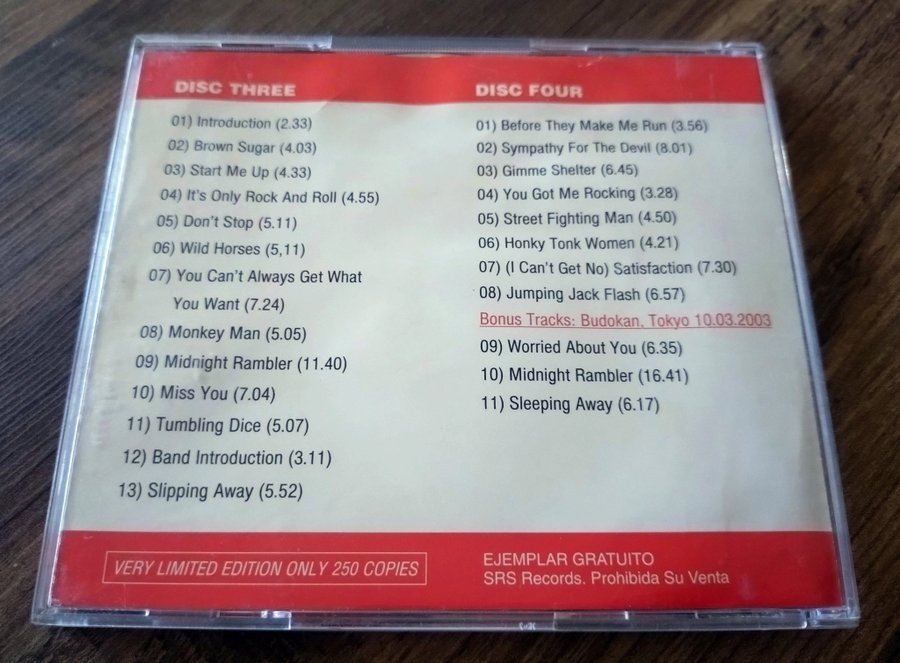 DISC THREE
01) Introduction (2.33)
02) Brown Sugar (4.03)
03) Start Me Up (4.33)
04) It's Only Rock And Roll (4.55)
05) Don't Stop (5.11)
06) Wild Horses (5,11)
07) You Can't Always Get What
You Want (7.24)
08) Monkey Man (5.05)
09) Midnight Rambler (11.40)
10) Miss You (7.04)
11) Tumbling Dice (5.07)
12) Band Introduction (3.11)
13) Slipping Away (5.52)
DISC FOUR
01) Before They Make Me Run (3.56)
02) Sympathy For The Devil (8.01)
03) Gimme Shelter (6.45)
04) You Got Me Rocking (3.28)
05) Street Fighting Man (4.50)
06) Honky Tonk Women (4.21)
07) (I Can't Get No) Satisfaction (7.30)
08) Jumping Jack Flash (6.57)
Bonus Tracks: Budokan, Tokyo 10.03.2003
09) Worried About You (6.35)
10) Midnight Rambler (16.41)
11) Sleeping Away (6.17)
VERY LIMITED EDITION ONLY 250 COPIES
EJEMPLAR GRATUITO
SRS Records. Prohibida Su Venta